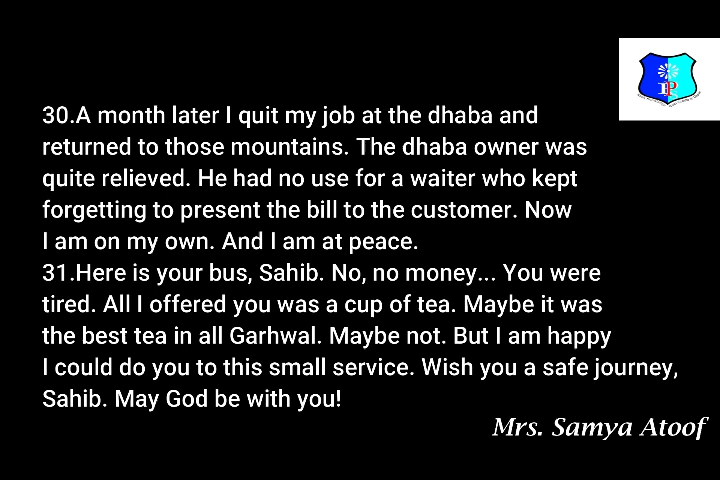 30.A month later I quit my job at the dhaba and
returned to those mountains. The dhaba owner was
quite relieved. He had no use for a waiter who kept
forgetting to present the bill to the customer. Now
I am on my own. And I am at peace.
31.Here is your bus, Sahib. No, no money... You were
tired. All I offered you was a cup of tea. Maybe it was
the best tea in all Garhwal. Maybe not. But I am happy
I could do you to this small service. Wish you a safe journey,
Sahib. May God be with you!
Mrs. Samya Atoof